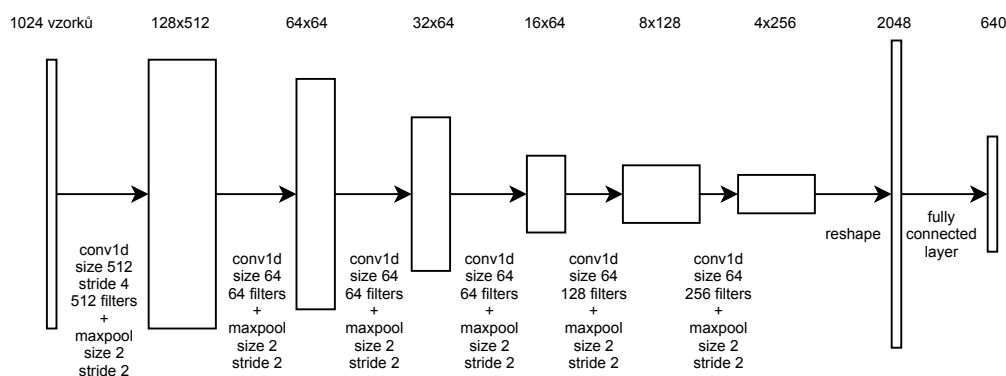 1024 vzorků
128x512
64x64
32x64
16x64
8x128
4x256
2048
640
conv1d
size 512
stride 4
512 filters
+
maxpool
size 2
stride 2
conv1d
size 64
64 filters
+
maxpool
size 2
stride 2
conv1d
size 64
64 filters
+
maxpool
size 2
stride 2
conv1d
size 64
64 filters
+
maxpool
size 2
stride 2
conv1d
size 64
128 filters
+
maxpool
size 2
stride 2
conv1d
size 64
256 filters
+
maxpool
size 2
stride 2
reshape
fully
connected
layer